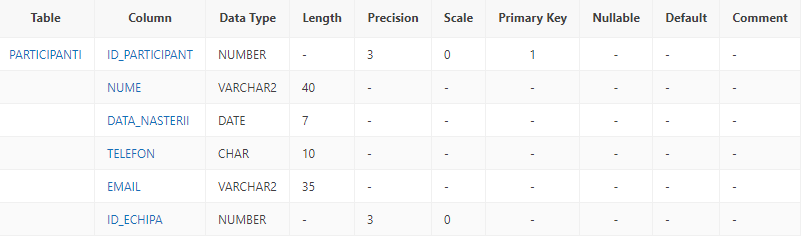 Table Column Data Type Length Precision Scale Primary Key Nullable Default Comment
PARTICIPANTI ID_PARTICIPANT NUMBER - 3 0 1 - - -
NUME VARCHAR2 40 - - - - - -
DATA_NASTERII DATE 7 - - - - - -
TELEFON CHAR 10 - - - - - -
EMAIL VARCHAR2 35 - - - - - -
ID_ECHIPA NUMBER - 3 0 - - - -